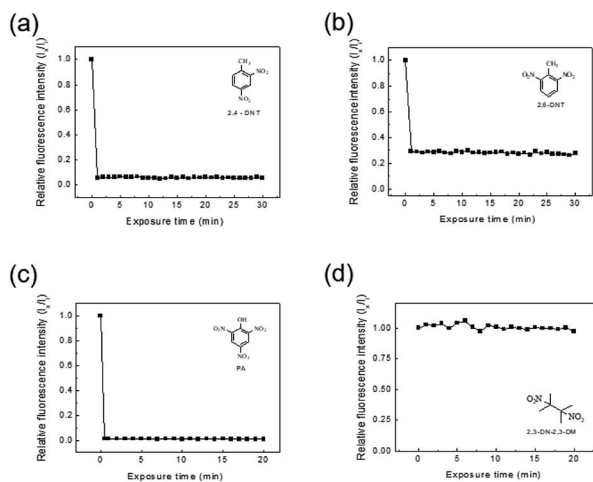 (a)
Relative fluorescence intensity (Iₓ/Iᵢ)
1.0
0.8
0.6
0.4
0.2
0.0
CH₃
NO₂
NO₂
2,4 - DNT
0 5 10 15 20 25 30
Exposure time (min)
(b)
Relative fluorescence intensity (Iₓ/Iᵢ)
1.0
0.8
0.6
0.4
0.2
0.0
CH₃
O₂N NO₂
2,6-DNT
0 5 10 15 20 25 30
Exposure time (min)
(c)
Relative fluorescence intensity (Iₓ/Iᵢ)
1.0
0.8
0.6
0.4
0.2
0.0
OH
O₂N NO₂
NO₂
PA
0 5 10 15 20
Exposure time (min)
(d)
Relative fluorescence intensity (Iₓ/Iᵢ)
1.00
0.75
0.50
0.25
0.00
O₂N
NO₂
2,3-DN-2,3-DM
0 5 10 15 20
Exposure time (min)